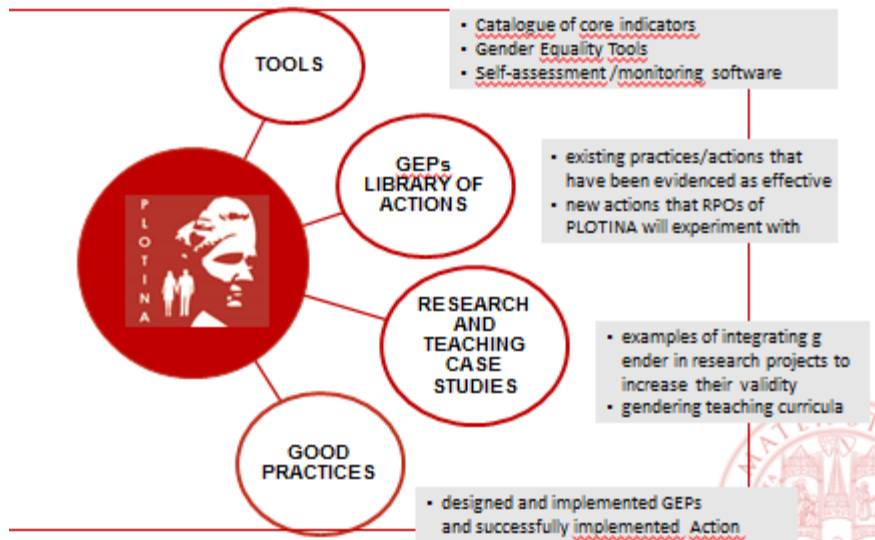 TOOLS
▪ Catalogue of core indicators
▪ Gender Equality Tools
▪ Self-assessment /monitoring software
GEPs
LIBRARY OF
ACTIONS
▪ existing practices/actions that
have been evidenced as effective
▪ new actions that RPOs of
PLOTINA will experiment with
PLOTINA
RESEARCH
AND
TEACHING
CASE
STUDIES
▪ examples of integrating g
ender in research projects to
increase their validity
▪ gendering teaching curricula
GOOD
PRACTICES
▪ designed and implemented GEPs
and successfully implemented Action